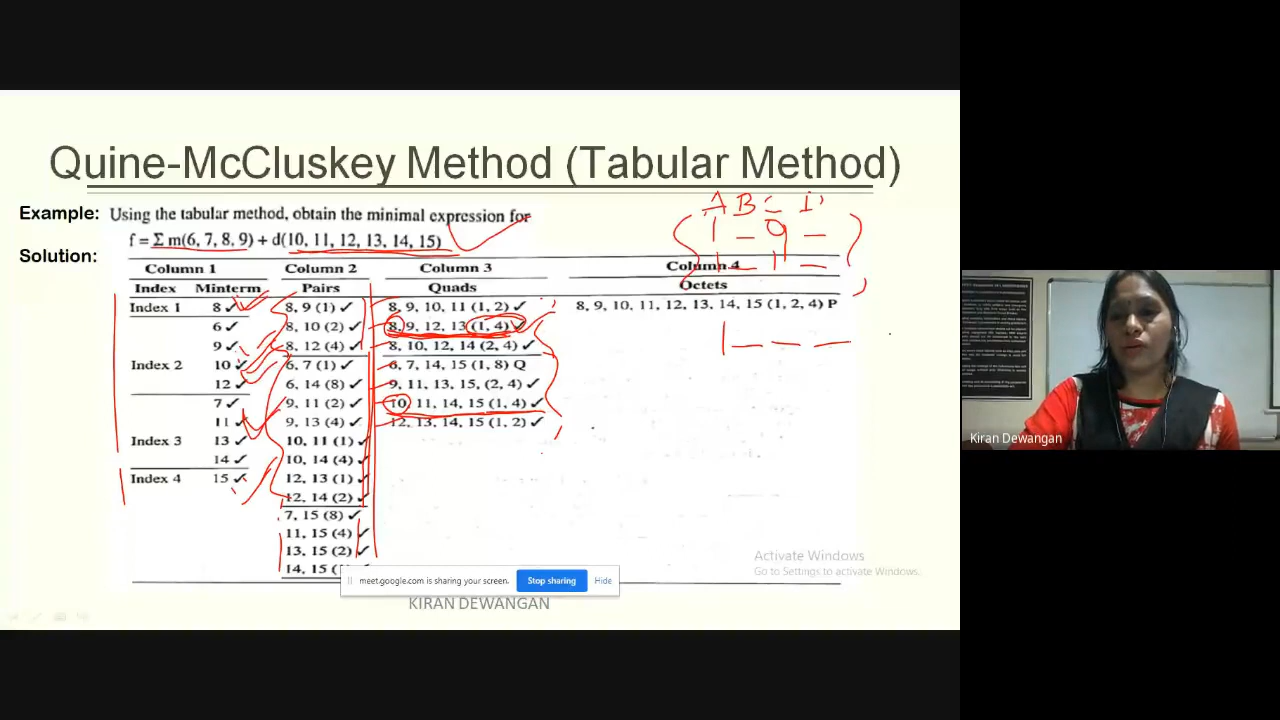 Quine-McCluskey Method (Tabular Method)
Example: Using the tabular method, obtain the minimal expression for
f = Σ m(6, 7, 8, 9) + d(10, 11, 12, 13, 14, 15)
Solution:
Column 1 Column 2 Column 3 Column 4
Index Minterm Pairs Quads Octets
Index 1 8 ✓ 8, 9 (1) ✓ 8, 9, 10, 11 (1, 2) ✓ 8, 9, 10, 11, 12, 13, 14, 15 (1, 2, 4) P
6 ✓ 8, 10 (2) ✓ 8, 9, 12, 13 (1, 4) ✓
9 ✓ 8, 12 (4) ✓ 8, 10, 12, 14 (2, 4) ✓
Index 2 10 ✓ 6, 7 (1) ✓ 6, 7, 14, 15 (1, 8) Q
12 ✓ 6, 14 (8) ✓ 9, 11, 13, 15, (2, 4) ✓
7 ✓ 9, 11 (2) ✓ 10, 11, 14, 15 (1, 4) ✓
11 ✓ 9, 13 (4) ✓ 12, 13, 14, 15 (1, 2) ✓
Index 3 13 ✓ 10, 11 (1) ✓
14 ✓ 10, 14 (4) ✓
Index 4 15 ✓ 12, 13 (1) ✓
12, 14 (2) ✓
7, 15 (8) ✓
11, 15 (4) ✓
13, 15 (2) ✓
14, 15 (
A B C D
1 _ 0 _
1 _ 1 _
1 _ _ _
meet.google.com is sharing your screen. Stop sharing Hide
KIRAN DEWANGAN
Activate Windows
Go to Settings to activate Windows.
Kiran Dewangan